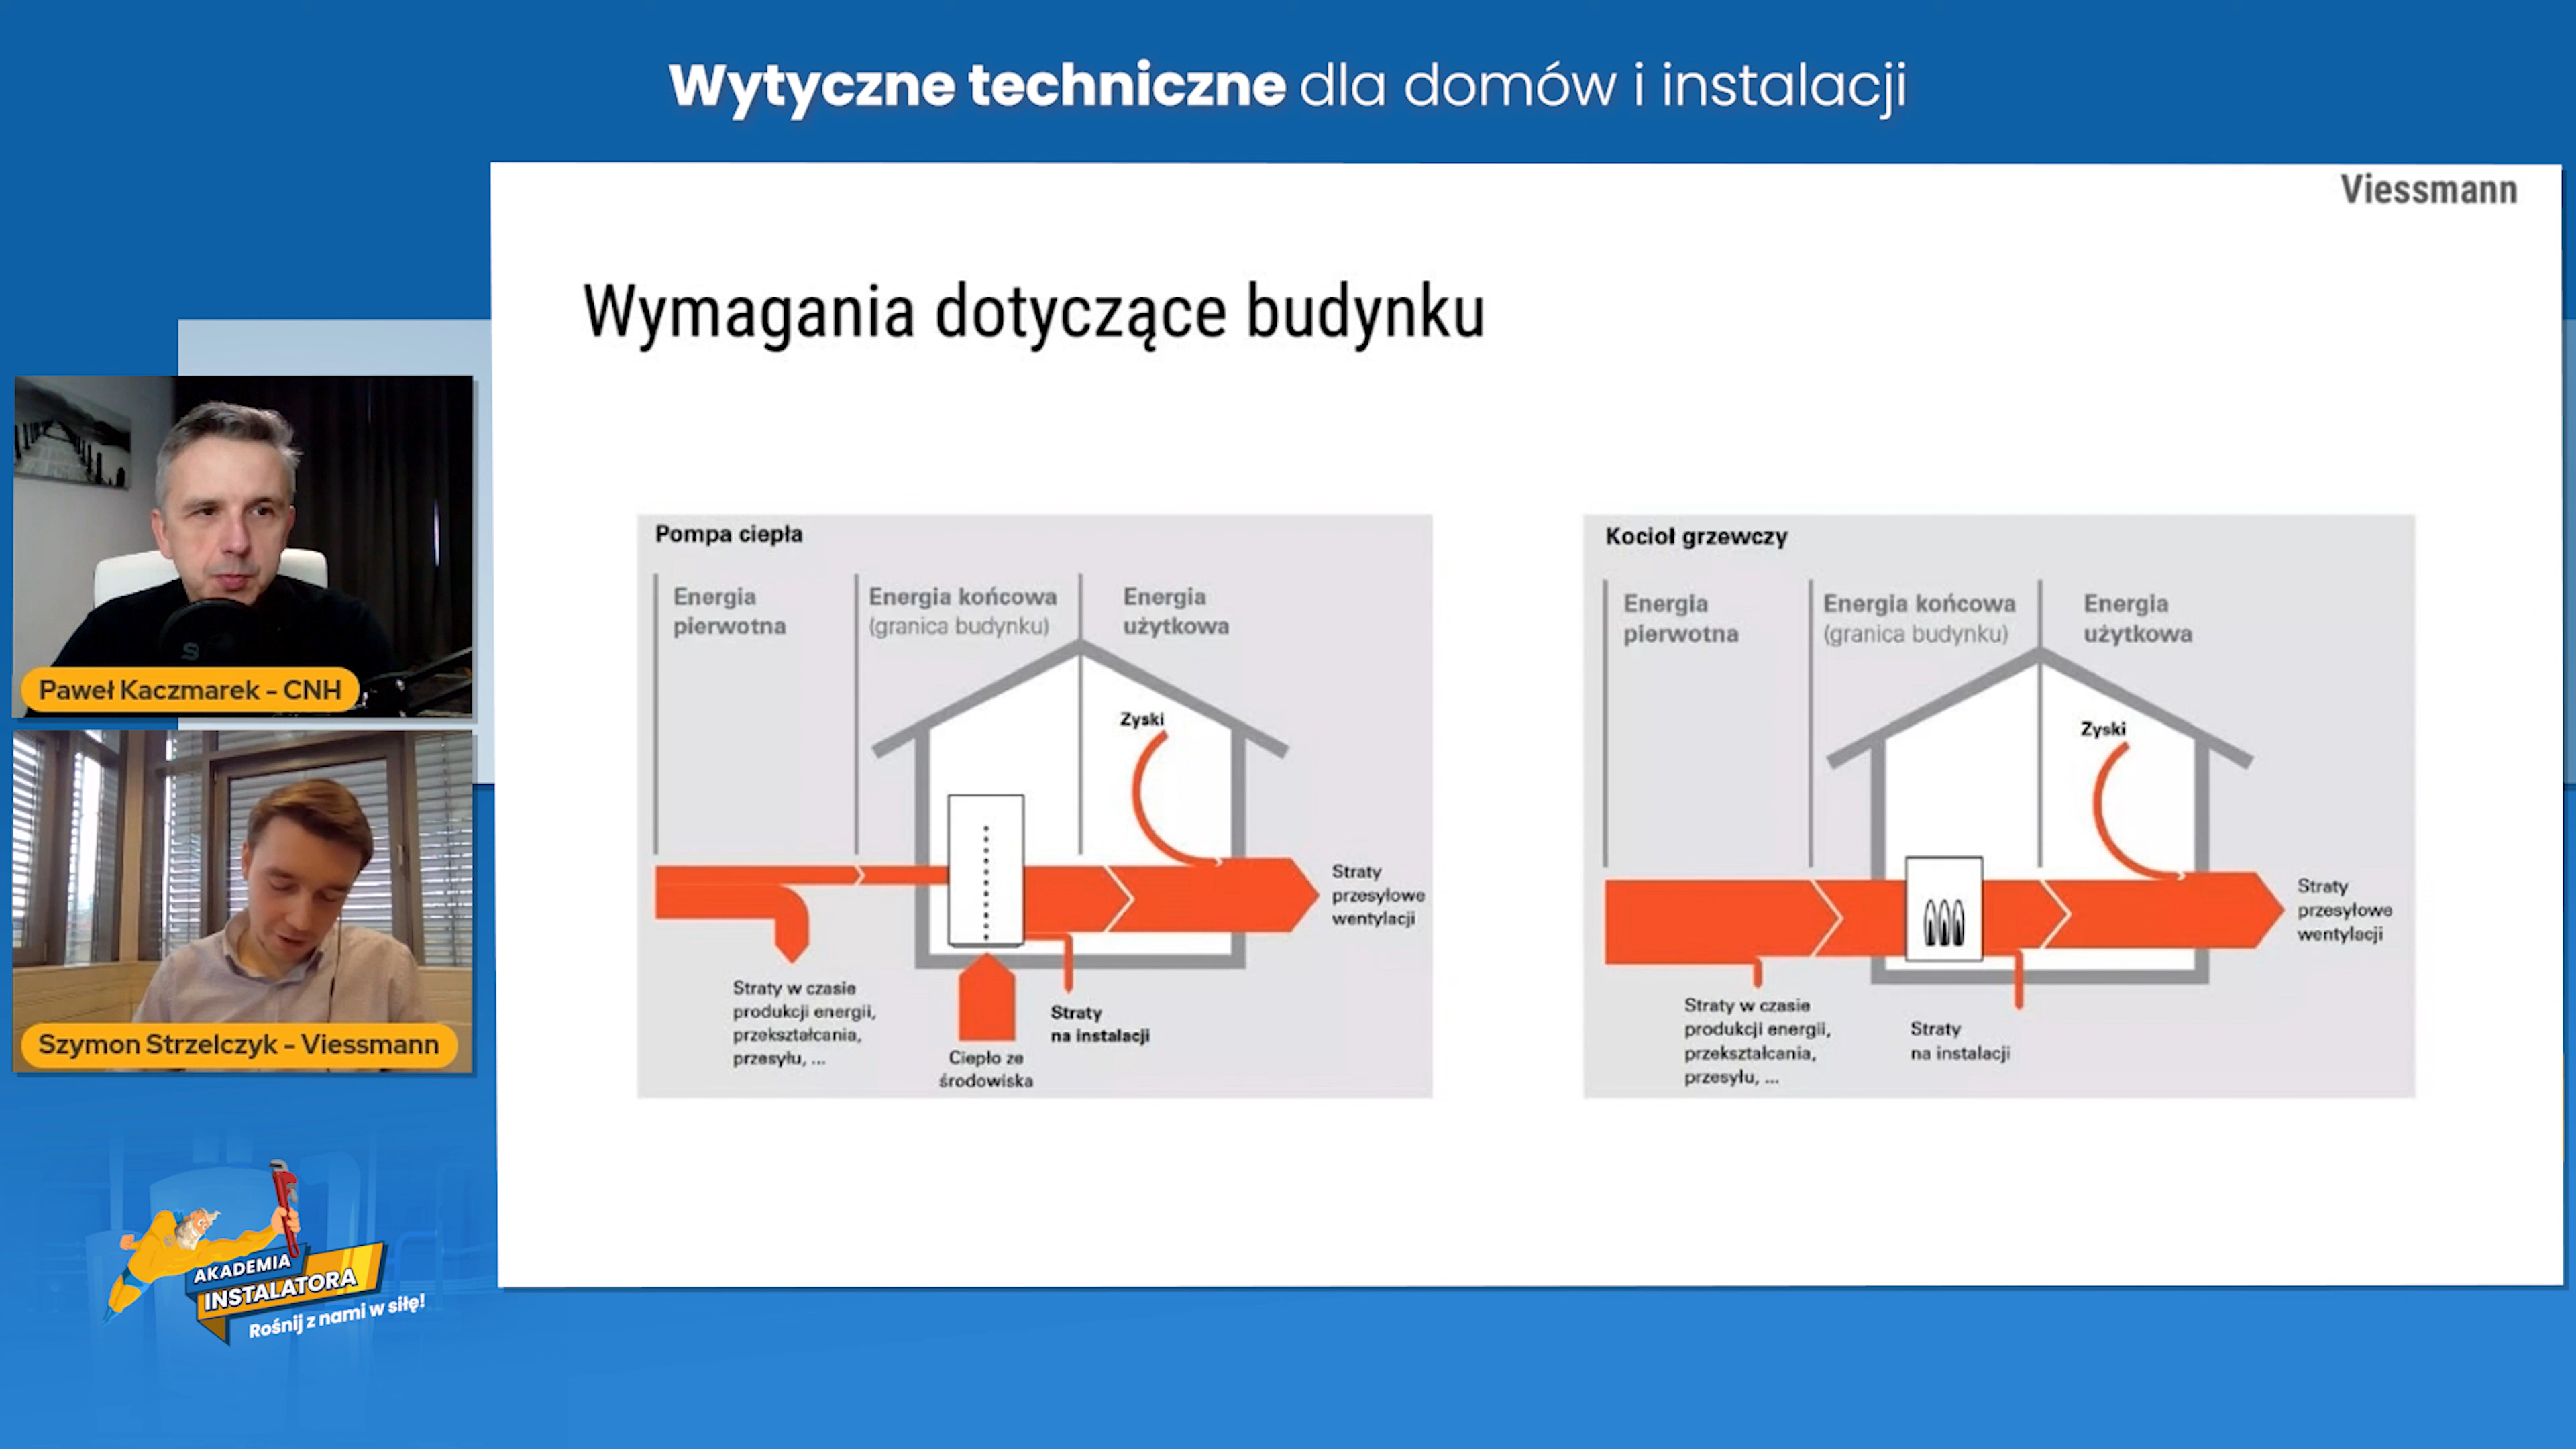 Wytyczne techniczne dla domów i instalacji
Viessmann
Wymagania dotyczące budynku
Paweł Kaczmarek - CNH
Szymon Strzelczyk - Viessmann
AKADEMIA
INSTALATORA
Rośnij z nami w siłę!
Pompa ciepła
Energia
pierwotna
Energia końcowa
(granica budynku)
Energia
użytkowa
Zyski
Straty
przesyłowe
wentylacji
Straty w czasie
produkcji energii,
przekształcania,
przesyłu, ...
Ciepło ze
środowiska
Straty
na instalacji
Kocioł grzewczy
Energia
pierwotna
Energia końcowa
(granica budynku)
Energia
użytkowa
Zyski
Straty
przesyłowe
wentylacji
Straty w czasie
produkcji energii,
przekształcania,
przesyłu, ...
Straty
na instalacji